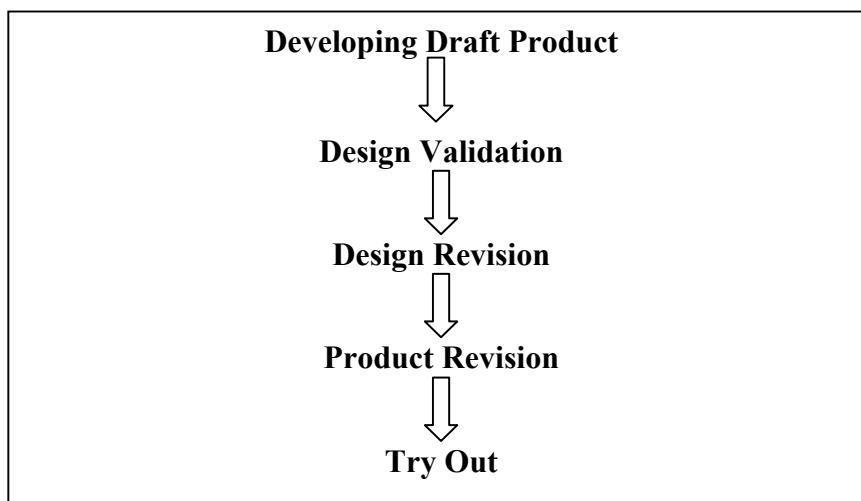 Developing Draft Product
Design Validation
Design Revision
Product Revision
Try Out